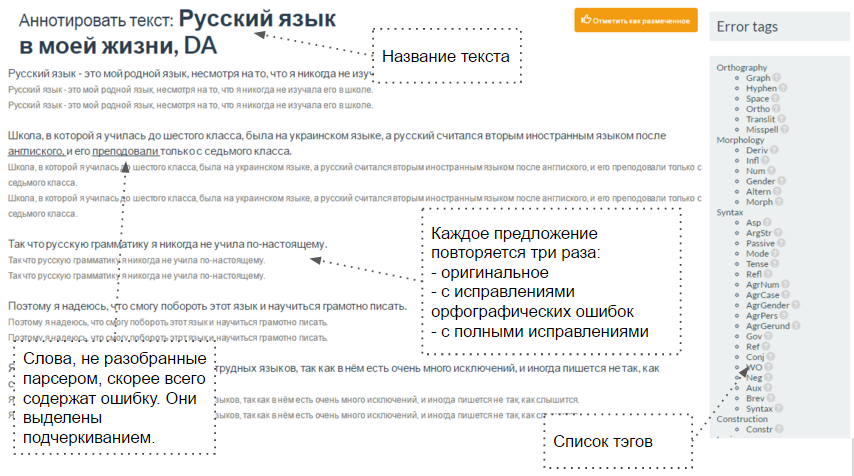 Аннотировать текст: Русский язык
в моей жизни, DA
Отметить как размеченное
Error tags
Название текста
Русский язык - это мой родной язык, несмотря на то, что я никогда не изуч
Русский язык - это мой родной язык, несмотря на то, что я никогда не изучала его в школе.
Русский язык - это мой родной язык, несмотря на то, что я никогда не изучала его в школе.
Школа, в которой я училась до шестого класса, была на украинском языке, а русский считался вторым иностранным языком после
англиского, и его преподовали только с седьмого класса.
Школа, в которой я училась до шестого класса, была на украинском языке, а русский считался вторым иностранным языком после английского, и его преподавали только с
седьмого класса.
Школа, в которой я училась до шестого класса, была на украинском языке, а русский считался вторым иностранным языком после английского, и его преподавали только с
седьмого класса.
Так что русскую грамматику я никогда не учила по-настоящему.
Так что русскую грамматику я никогда не учила по-настоящему.
Так что русскую грамматику я никогда не учила по-настоящему.
Каждое предложение
повторяется три раза:
- оригинальное
- с исправлениями
орфографических ошибок
- с полными исправлениями
Поэтому я надеюсь, что смогу побороть этот язык и научиться грамотно писать.
Поэтому я надеюсь, что смогу побороть этот язык и научиться грамотно писать.
Поэтому я надеюсь, что смогу побороть этот язык и научиться грамотно писать.
Слова, не разобранные
парсером, скорее всего
содержат ошибку. Они
выделены
подчеркиванием.
трудных языков, так как в нём есть очень много исключений, и иногда пишется не так, как
зыков, так как в нём есть очень много исключений, и иногда пишется не так, как слышится.
зыков, так как в нём есть очень много исключений, и иногда пишется не так, как слышится.
Список тэгов
Orthography
Graph
Hyphen
Space
Ortho
Translit
Misspell
Morphology
Deriv
Infl
Num
Gender
Altern
Morph
Syntax
Asp
ArgStr
Passive
Mode
Tense
Refl
AgrNum
AgrCase
AgrGender
AgrPers
AgrGerund
Gov
Ref
Conj
WO
Neg
Aux
Brev
Syntax
Construction
Constr